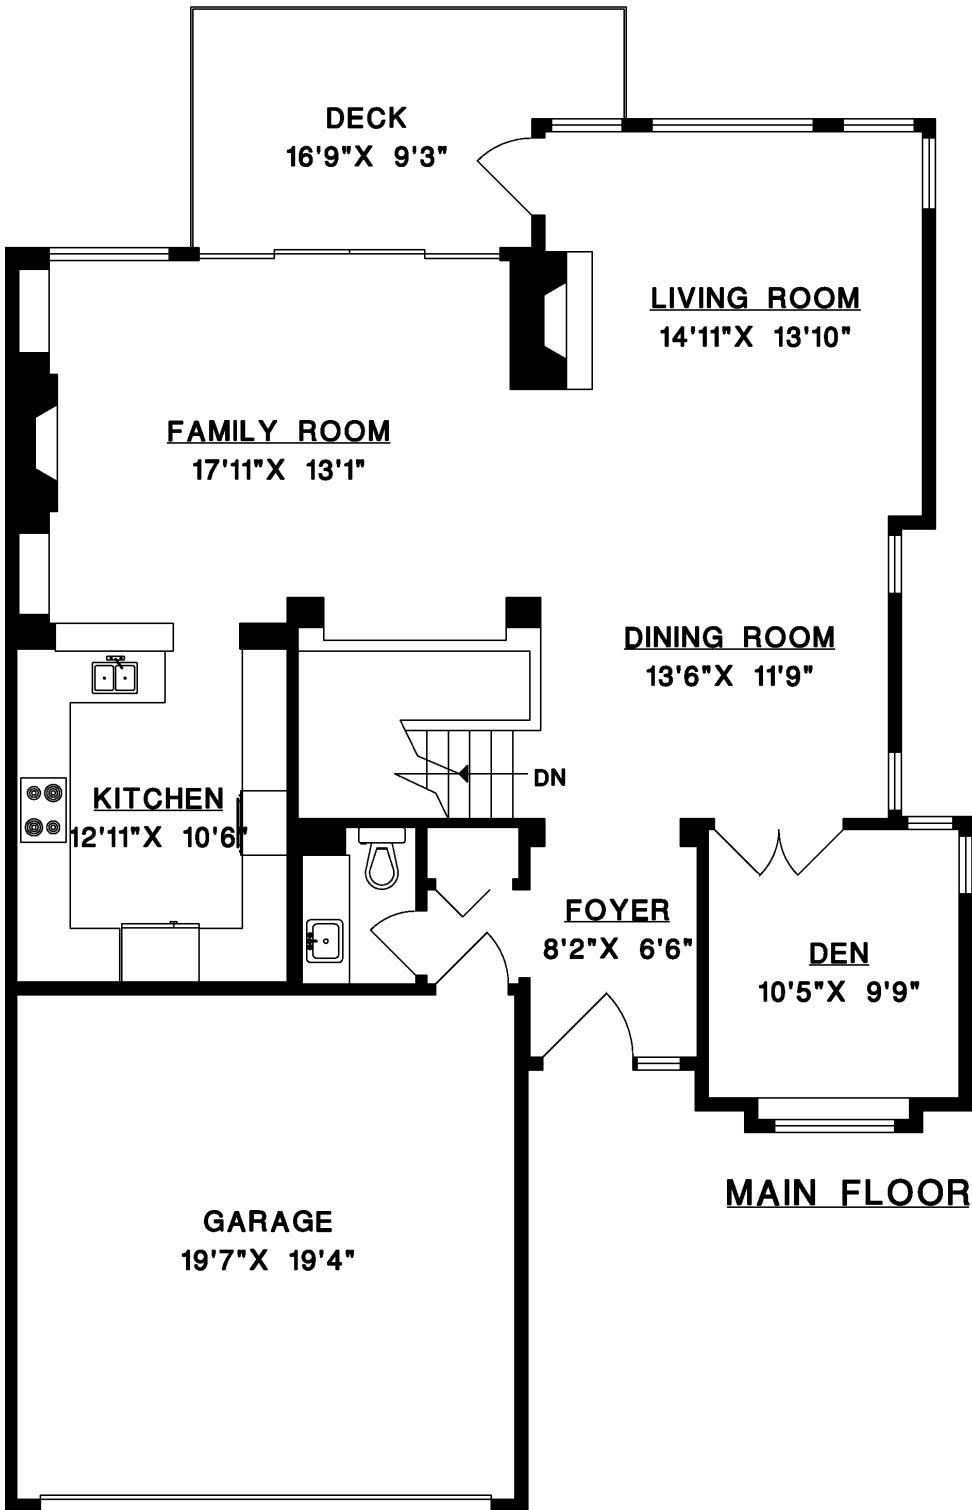 DECK
16'9"X 9'3"
LIVING ROOM
14'11"X 13'10"
FAMILY ROOM
17'11"X 13'1"
DINING ROOM
13'6"X 11'9"
DN
KITCHEN
12'11"X 10'6"
FOYER
8'2"X 6'6"
DEN
10'5"X 9'9"
MAIN FLOOR
GARAGE
19'7"X 19'4"